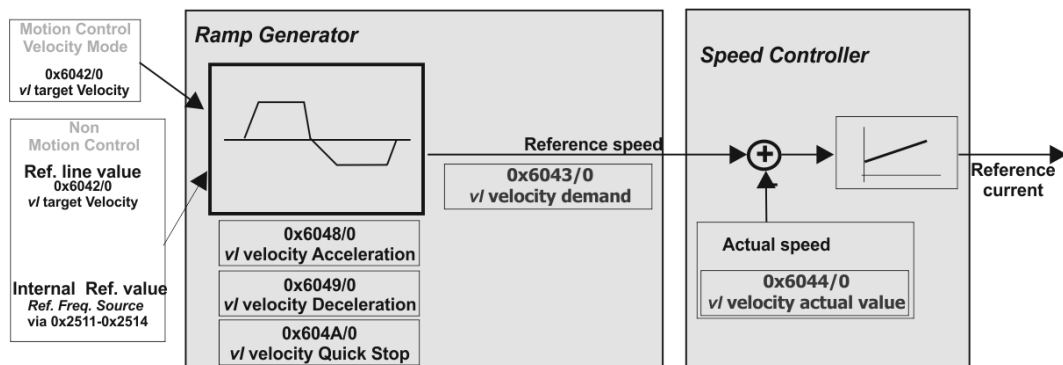 Motion Control
Velocity Mode
0x6042/0
vl target Velocity
Non
Motion Control
Ref. line value
0x6042/0
vl target Velocity
Internal Ref. value
Ref. Freq. Source
via 0x2511-0x2514
Ramp Generator
0x6048/0
vl velocity Acceleration
0x6049/0
vl velocity Deceleration
0x604A/0
vl velocity Quick Stop
Reference speed
0x6043/0
vl velocity demand
Speed Controller
+
-
Actual speed
0x6044/0
vl velocity actual value
Reference
current